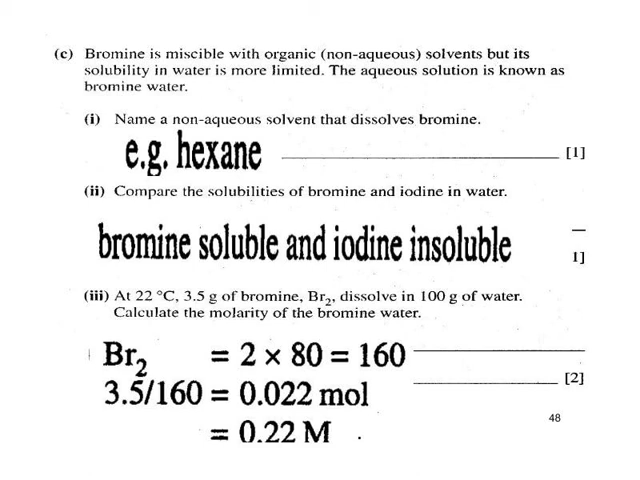 (c) Bromine is miscible with organic (non-aqueous) solvents but its
solubility in water is more limited. The aqueous solution is known as
bromine water.
(i) Name a non-aqueous solvent that dissolves bromine.
e.g. hexane [1]
(ii) Compare the solubilities of bromine and iodine in water.
bromine soluble and iodine insoluble
1]
(iii) At 22 °C, 3.5 g of bromine, Br₂, dissolve in 100 g of water.
Calculate the molarity of the bromine water.
Br₂ = 2 × 80 = 160
3.5/160 = 0.022 mol [2]
= 0.22 M .
48